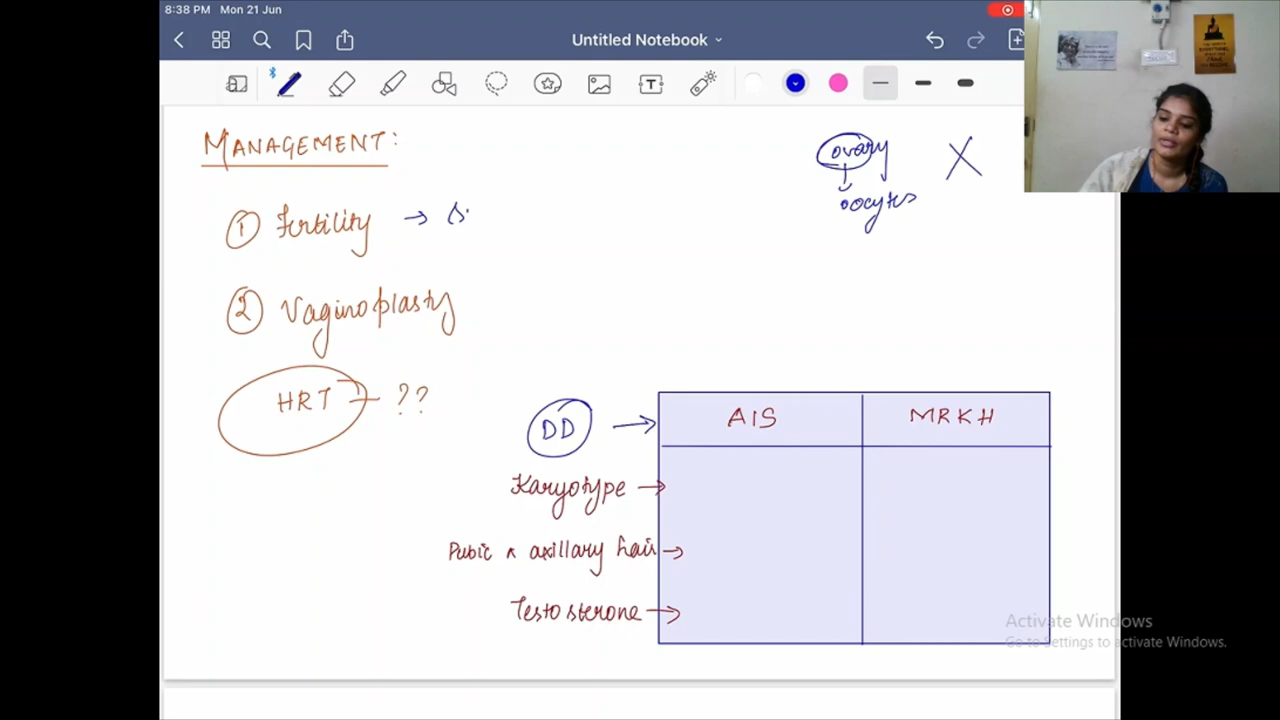 8:38 PM Mon 21 Jun
Untitled Notebook
MANAGEMENT:
ovary X
oocytes
① Fertility →
② Vaginoplasty
HRT — ??
DD → AIS MRKH
Karyotype →
Pubic & axillary hair →
Testosterone →
Activate Windows
Go to Settings to activate Windows.